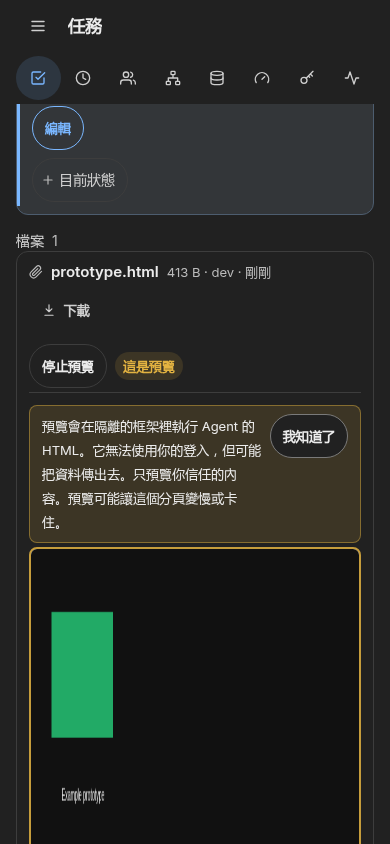 任務
編輯
+ 目前狀態
檔案 1
prototype.html 413 B · dev · 剛剛
下載
停止預覽 這是預覽
預覽會在隔離的框架裡執行 Agent 的
HTML。它無法使用你的登入，但可能
把資料傳出去。只預覽你信任的內
容。預覽可能讓這個分頁變慢或卡
住。
我知道了
Example prototype